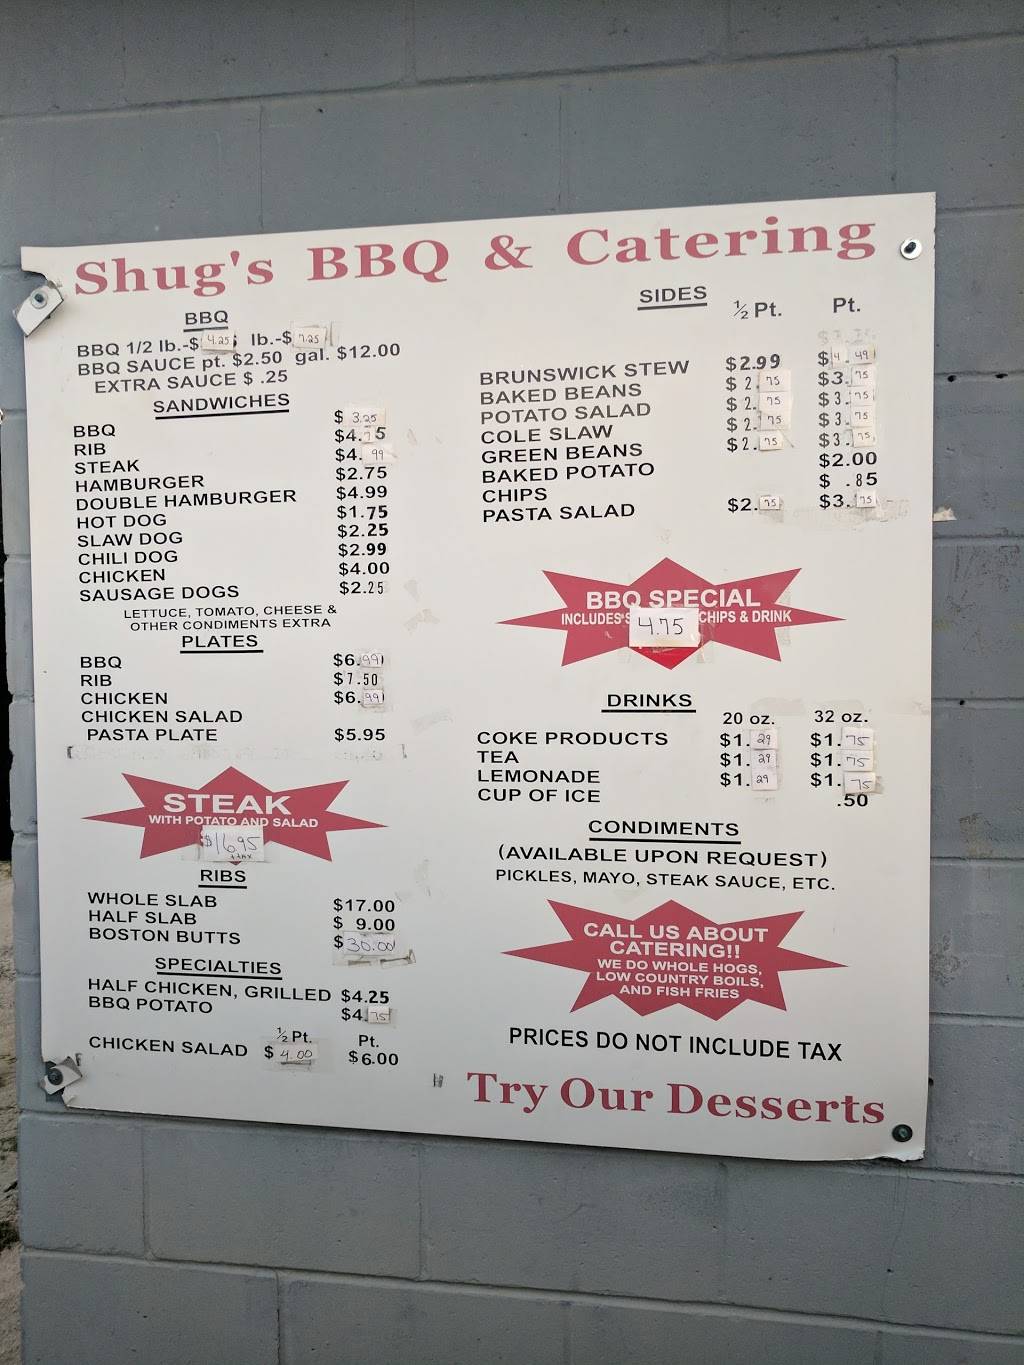 Shug's BBQ & Catering
BBQ
BBQ 1/2 lb.-$ 4.25 lb.-$ 7.25
BBQ SAUCE pt. $2.50 gal. $12.00
EXTRA SAUCE $ .25
SANDWICHES
BBQ $ 3.25
RIB $4.75
STEAK $4.99
HAMBURGER $2.75
DOUBLE HAMBURGER $4.99
HOT DOG $1.75
SLAW DOG $2.25
CHILI DOG $2.99
CHICKEN $4.00
SAUSAGE DOGS $2.25
LETTUCE, TOMATO, CHEESE &
OTHER CONDIMENTS EXTRA
PLATES
BBQ $6.99
RIB $7.50
CHICKEN $6.99
CHICKEN SALAD
PASTA PLATE $5.95
STEAK
WITH POTATO AND SALAD
$16.95
RIBS
WHOLE SLAB $17.00
HALF SLAB $ 9.00
BOSTON BUTTS $30.00
SPECIALTIES
HALF CHICKEN, GRILLED $4.25
BBQ POTATO $4.75
½ Pt. Pt.
CHICKEN SALAD $ 4.00 $6.00
SIDES ½ Pt. Pt.
BRUNSWICK STEW $2.99 $4.49
BAKED BEANS $2.75 $3.75
POTATO SALAD $2.75 $3.75
COLE SLAW $2.75 $3.75
GREEN BEANS $2.75 $3.75
BAKED POTATO $2.00
CHIPS $ .85
PASTA SALAD $2.75 $3.75
BBQ SPECIAL
INCLUDES CHIPS & DRINK
4.75
DRINKS
20 oz. 32 oz.
COKE PRODUCTS $1.29 $1.75
TEA $1.29 $1.75
LEMONADE $1.29 $1.75
CUP OF ICE .50
CONDIMENTS
(AVAILABLE UPON REQUEST)
PICKLES, MAYO, STEAK SAUCE, ETC.
CALL US ABOUT
CATERING!!
WE DO WHOLE HOGS,
LOW COUNTRY BOILS,
AND FISH FRIES
PRICES DO NOT INCLUDE TAX
Try Our Desserts